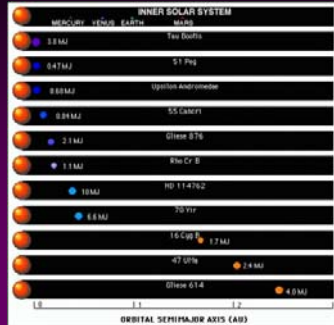 INNER SOLAR SYSTEM
MERCURY VENUS EARTH MARS
Tau Bootis
3.8 MJ
51 Peg
0.47 MJ
Upsilon Andromedae
0.68 MJ
55 Cancri
0.84 MJ
Gliese 876
2.1 MJ
Rho Cr B
1.1 MJ
HD 114762
10 MJ
70 Vir
6.6 MJ
16 Cyg B
1.7 MJ
47 UMa
2.4 MJ
Gliese 614
4.0 MJ
0 1 2
ORBITAL SEMIMAJOR AXIS (AU)